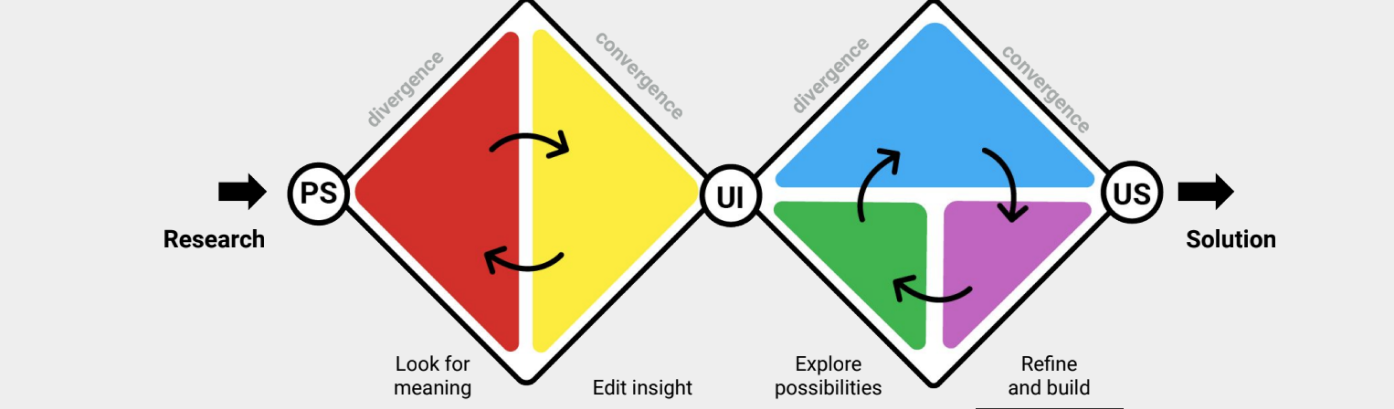 divergence
convergence
divergence
convergence
PS
UI
US
Research
Solution
Look for
meaning
Edit insight
Explore
possibilities
Refine
and build